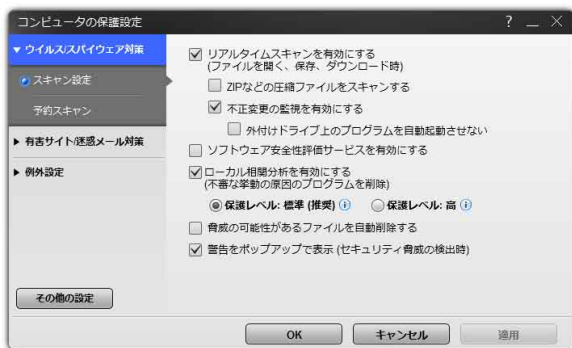 コンピュータの保護設定
▼ ウイルス/スパイウェア対策
スキャン設定
予約スキャン
▶ 有害サイト/迷惑メール対策
▶ 例外設定
リアルタイムスキャンを有効にする
(ファイルを開く、保存、ダウンロード時)
ZIPなどの圧縮ファイルをスキャンする
不正変更の監視を有効にする
外付けドライブ上のプログラムを自動起動させない
ソフトウェア安全性評価サービスを有効にする
ローカル相関分析を有効にする
(不審な挙動の原因のプログラムを削除)
保護レベル: 標準 (推奨) 保護レベル: 高
脅威の可能性があるファイルを自動削除する
警告をポップアップで表示 (セキュリティ脅威の検出時)
その他の設定
OK キャンセル 適用